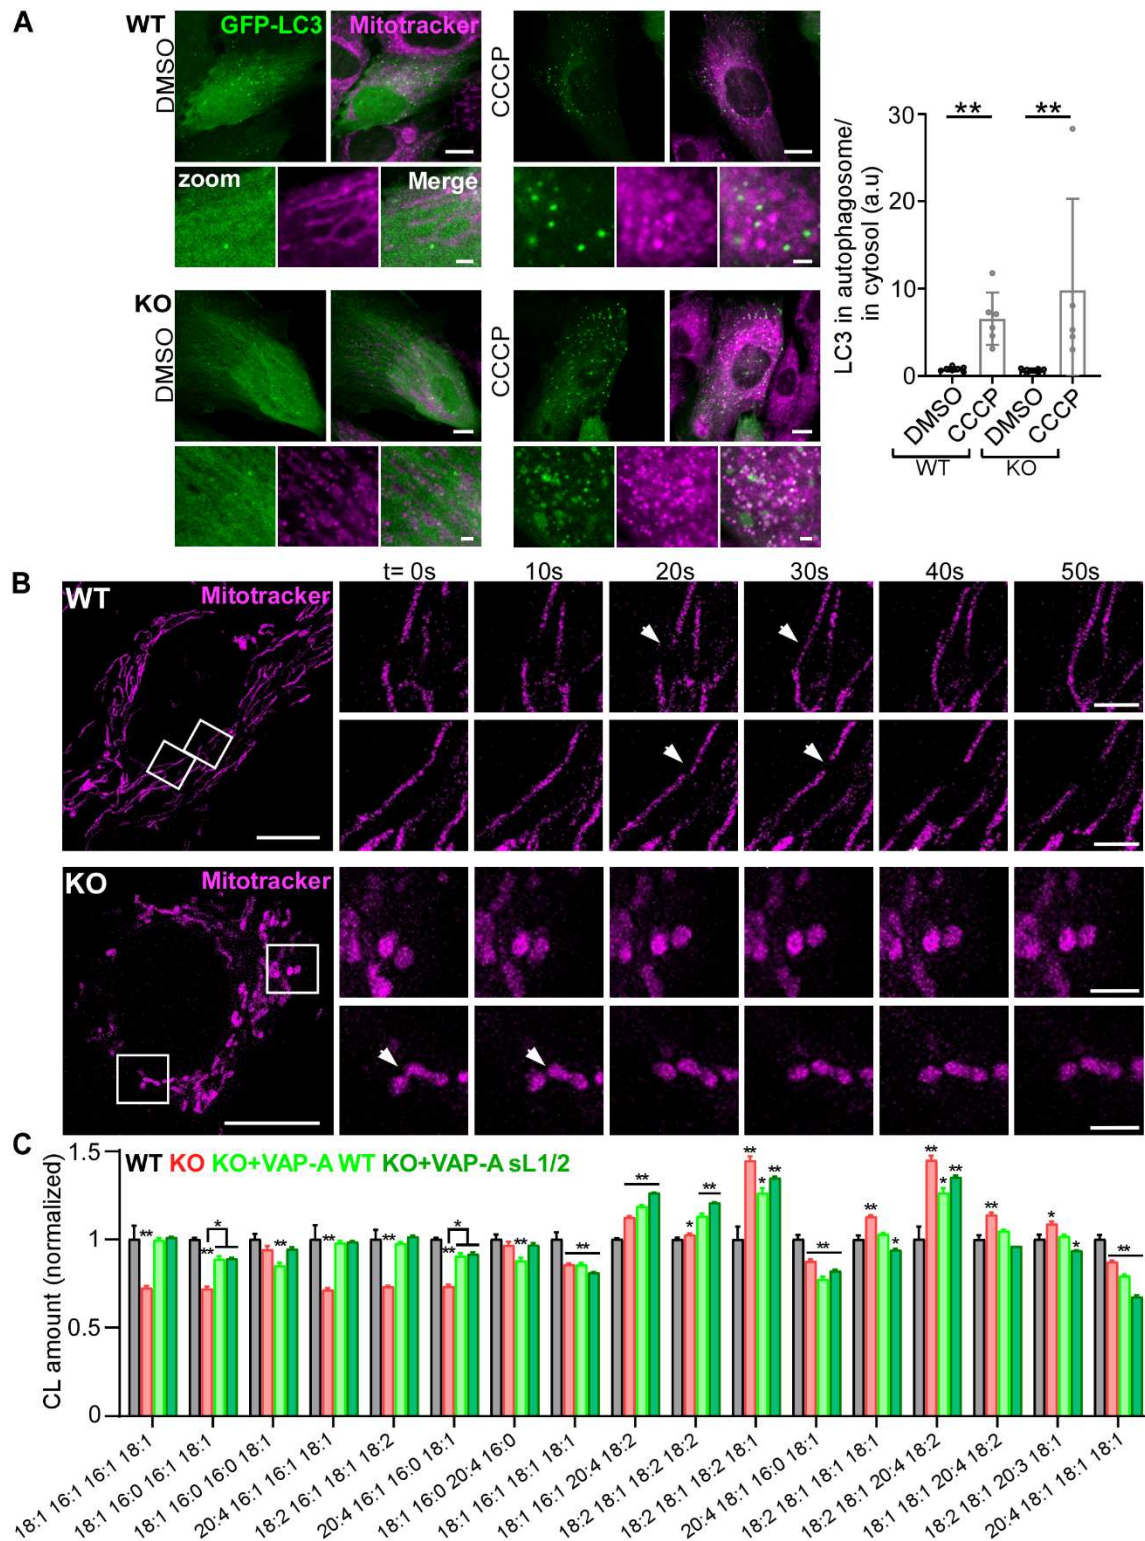 A
WT
GFP-LC3
Mitotracker
DMSO
CCCP
zoom
Merge
KO
DMSO
CCCP
LC3 in autophagosome/
in cytosol (a.u)
30
20
10
0
**
**
DMSO
CCCP
DMSO
CCCP
WT
KO
B
t= 0s
10s
20s
30s
40s
50s
WT
Mitotracker
KO
Mitotracker
C
WT KO KO+VAP-A WT KO+VAP-A sL1/2
CL amount (normalized)
1.5
1
0.5
0
**
**
*
**
**
**
**
*
**
**
**
*
**
**
*
**
**
**
*
**
*
**
**
*
*
**
18:1 16:1 16:1 18:1
18:1 16:0 16:1 18:1
18:1 16:0 16:0 18:1
20:4 16:1 16:1 18:1
18:2 16:1 18:1 18:2
20:4 16:1 16:0 18:1
18:1 16:0 20:4 16:0
18:1 16:1 18:1 18:1
18:1 16:1 20:4 18:2
18:2 18:1 18:2 18:2
18:2 18:1 18:2 18:1
20:4 18:1 16:0 18:1
18:2 18:1 18:1 18:1
18:2 18:1 20:4 18:2
18:1 18:1 20:4 18:2
18:2 18:1 20:3 18:1
20:4 18:1 18:1 18:1